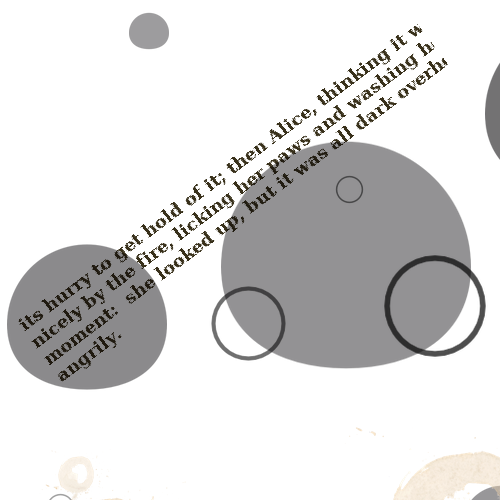 its hurry to get hold of it; then Alice, thinking it
nicely by the fire, licking her paws and washing
moment:  she looked up, but it was all dark
angrily.